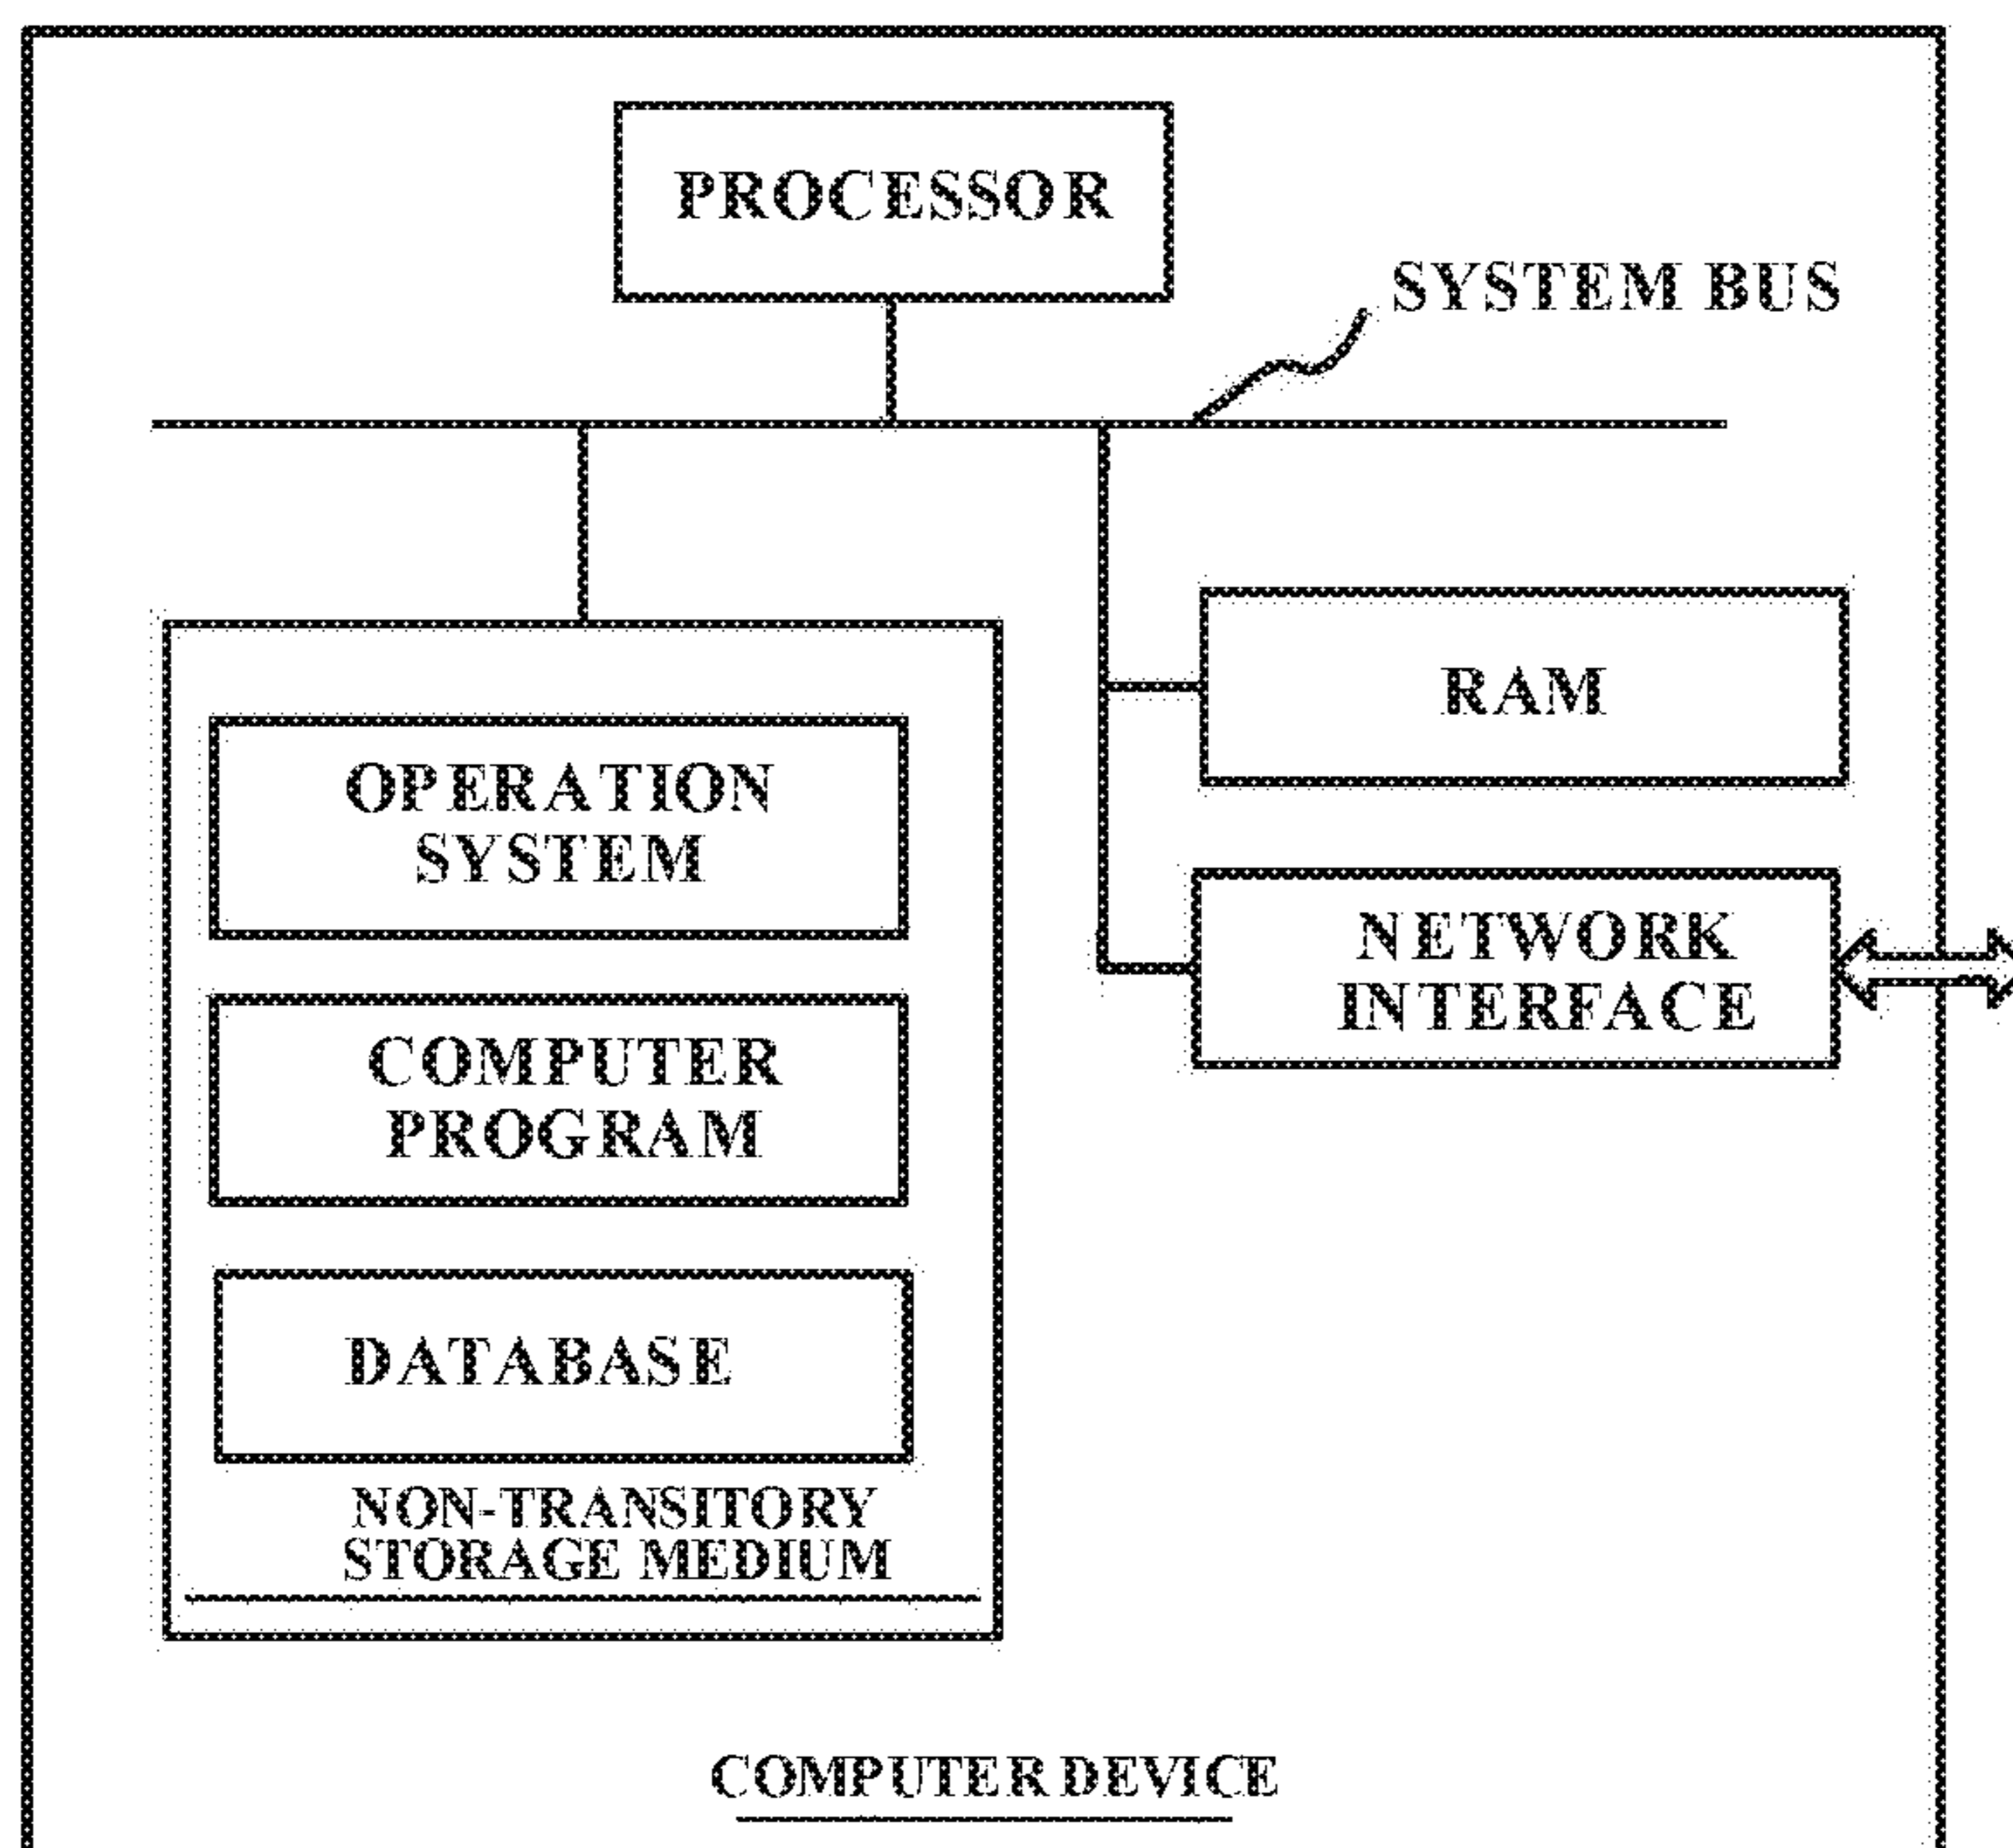 PROCESSOR
SYSTEM BUS
RAM
OPERATION
SYSTEM
NETWORK
INTERFACE
COMPUTER
PROGRAM
DATABASE
NON-TRANSITORY
STORAGE MEDIUM
COMPUTER DEVICE